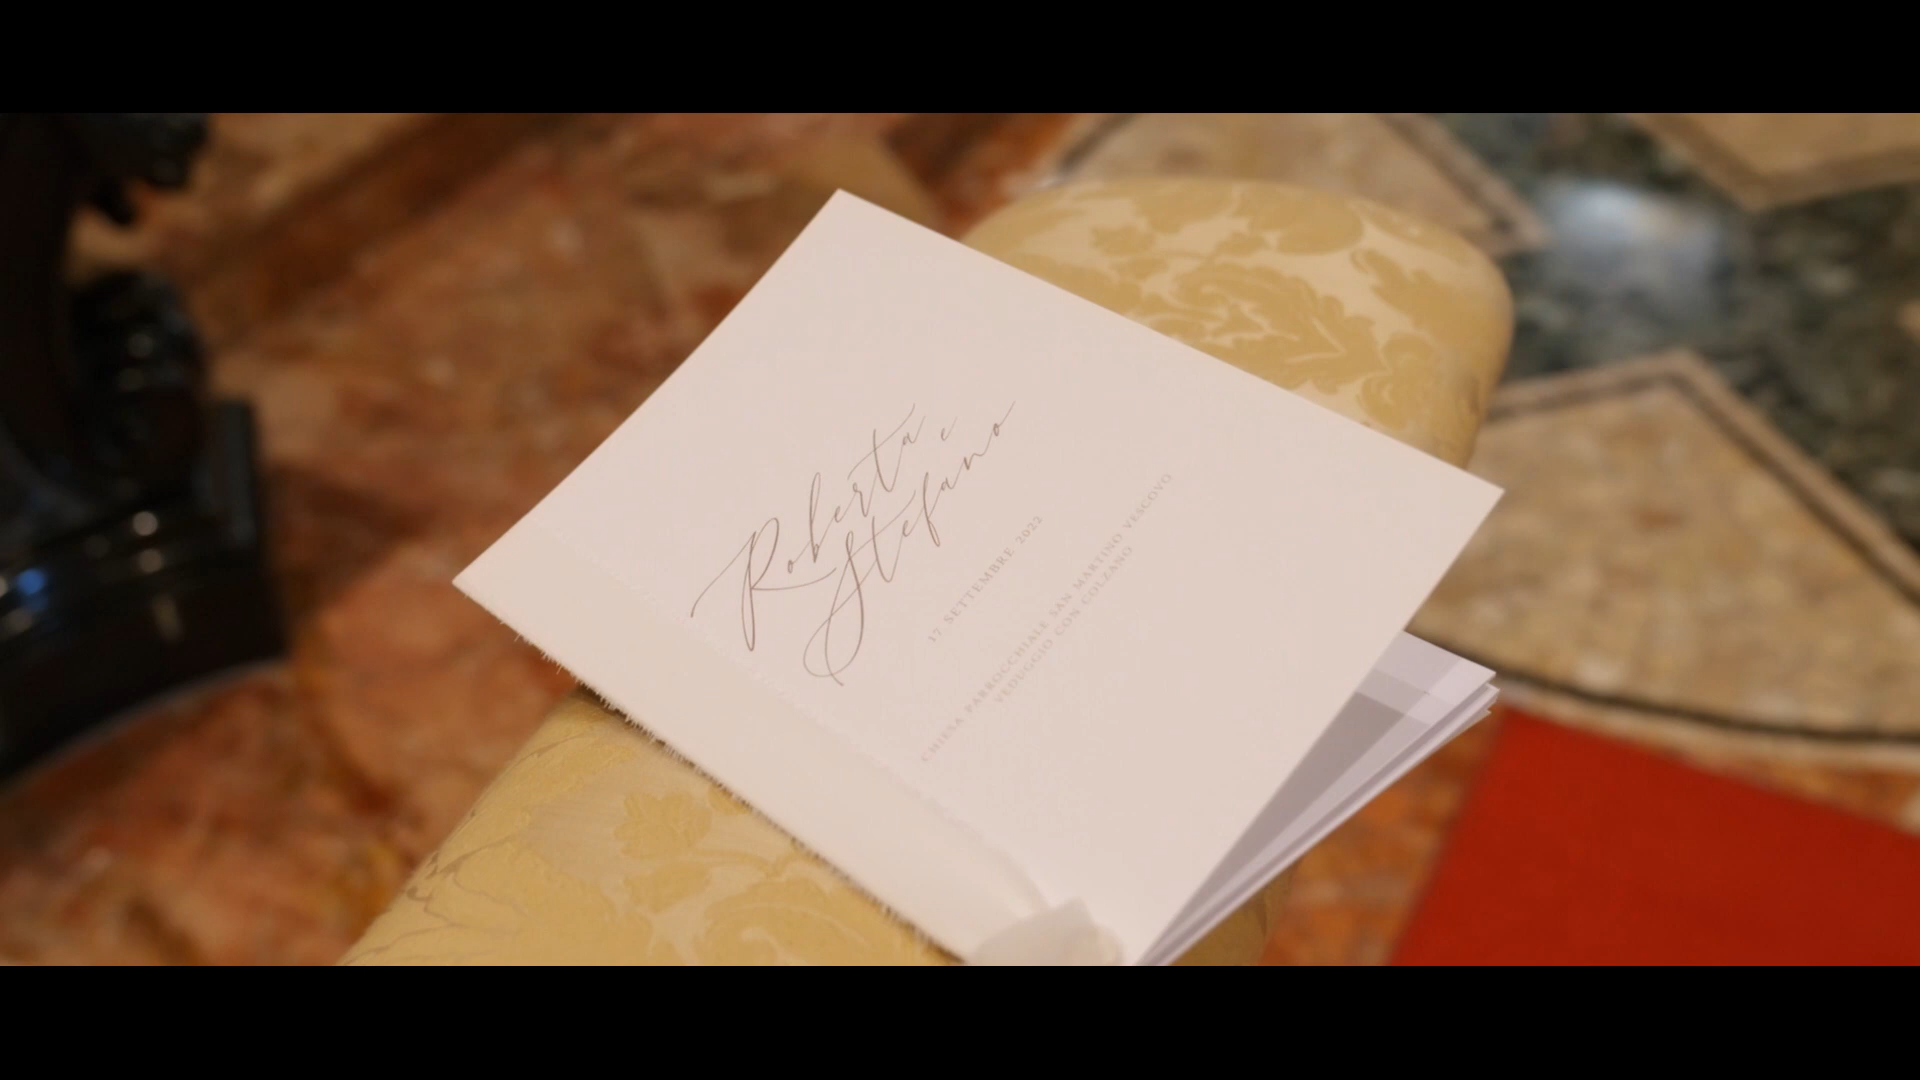 Roberta e
Stefano
17 SETTEMBRE 2022
CHIESA PARROCCHIALE SAN MARTINO VESCOVO
VEDUGGIO CON COLZANO